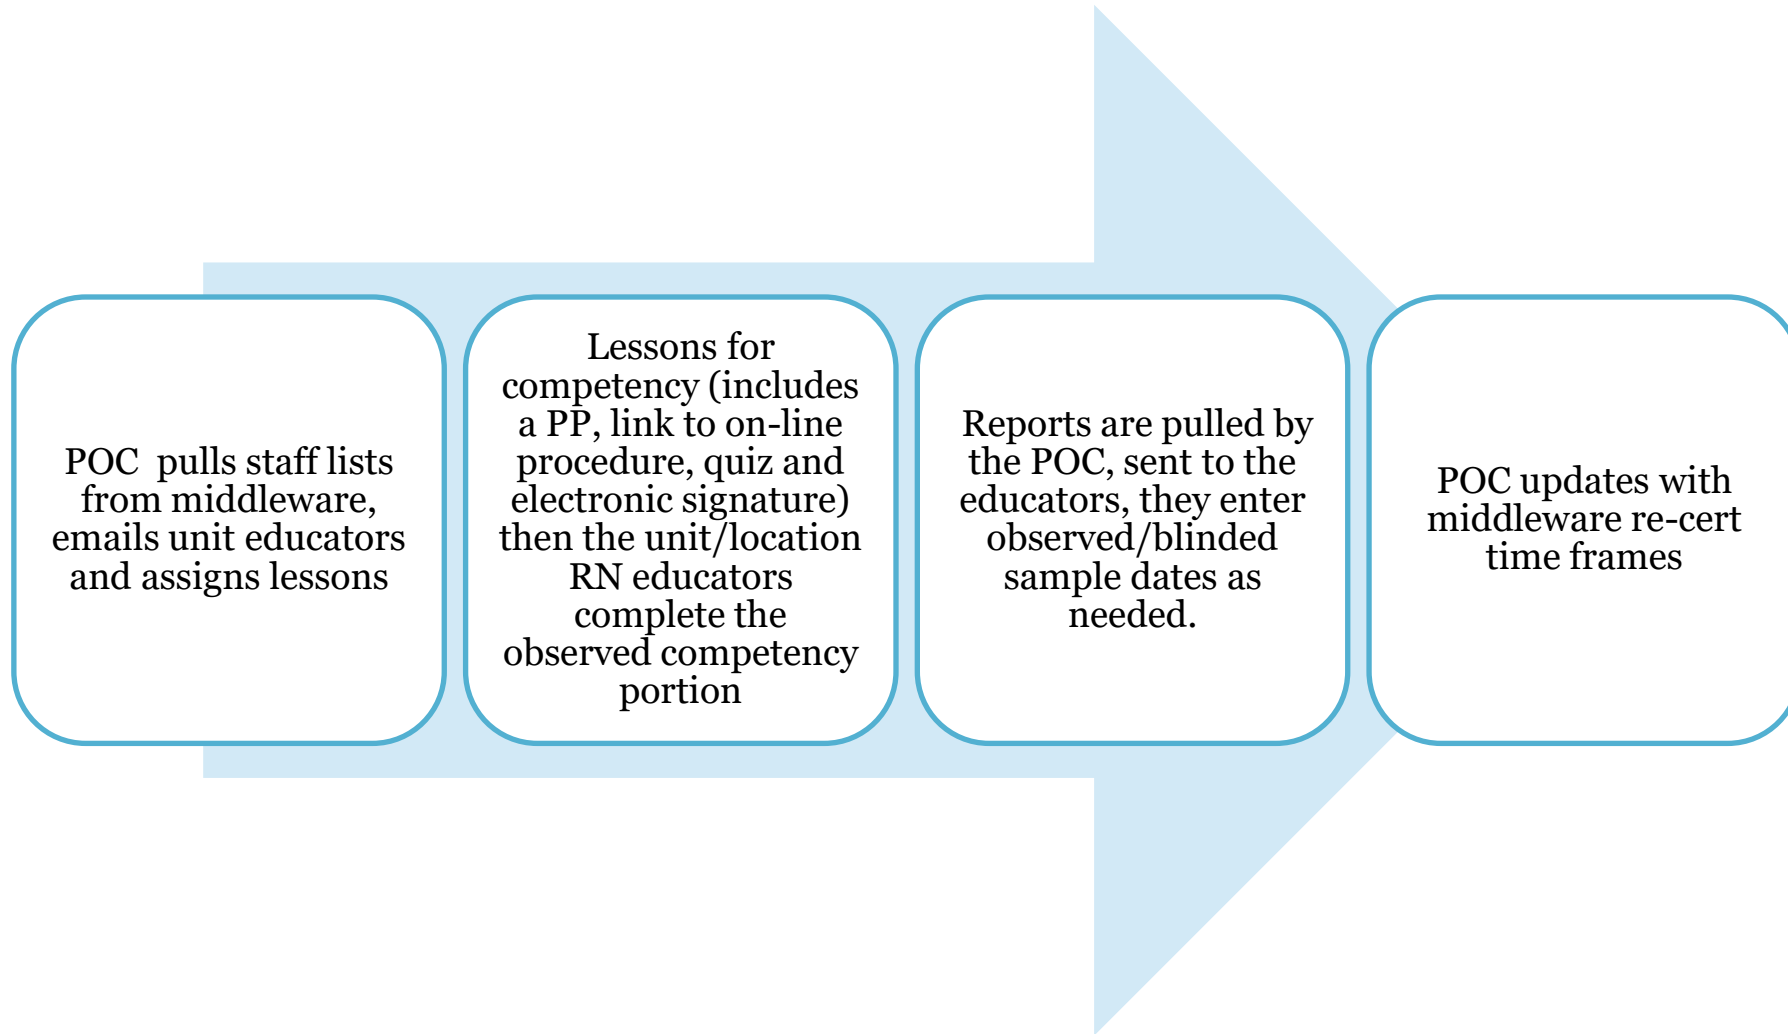 POC  pulls staff lists
from middleware,
emails unit educators
and assigns lessons
Lessons for
competency (includes
a PP, link to on-line
procedure, quiz and
electronic signature)
then the unit/location
RN educators
complete the
observed competency
portion
Reports are pulled by
the POC, sent to the
educators, they enter
observed/blinded
sample dates as
needed.
POC updates with
middleware re-cert
time frames